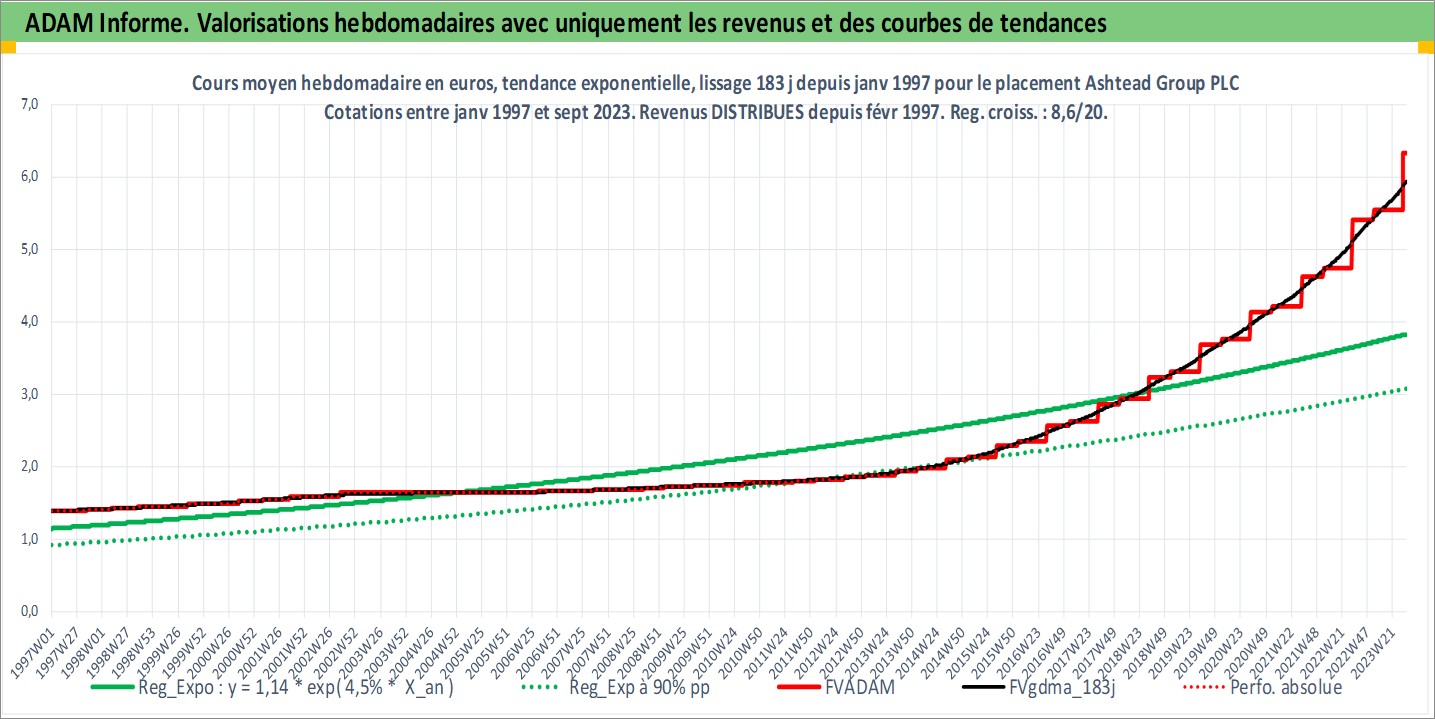 ADAM Informe. Valorisations hebdomadaires avec uniquement les revenus et des courbes de tendances
Cours moyen hebdomadaire en euros, tendance exponentielle, lissage 183 j depuis janv 1997 pour le placement Ashtead Group PLC
Cotations entre janv 1997 et sept 2023. Revenus DISTRIBUES depuis févr 1997. Reg. croiss. : 8,6/20.
7,0
6,0
5,0
4,0
3,0
2,0
1,0
0,0
1997W01
1997W27
1998W01
1998W27
1998W53
1999W26
1999W52
2000W26
2000W52
2001W26
2001W52
2002W26
2002W52
2003W26
2003W52
2004W26
2004W52
2005W25
2005W51
2006W25
2006W51
2007W25
2007W51
2008W25
2008W51
2009W25
2009W51
2010W24
2010W50
2011W24
2011W50
2012W24
2012W50
2013W24
2013W50
2014W24
2014W50
2015W24
2015W50
2016W23
2016W49
2017W23
2017W49
2018W23
2018W49
2019W23
2019W49
2020W23
2020W49
2021W22
2021W48
2022W21
2022W47
2023W21
Reg_Expo : y = 1,14 * exp( 4,5% * X_an )
Reg_Exp à 90% pp
FVADAM
FVgdma_183j
Perfo. absolue